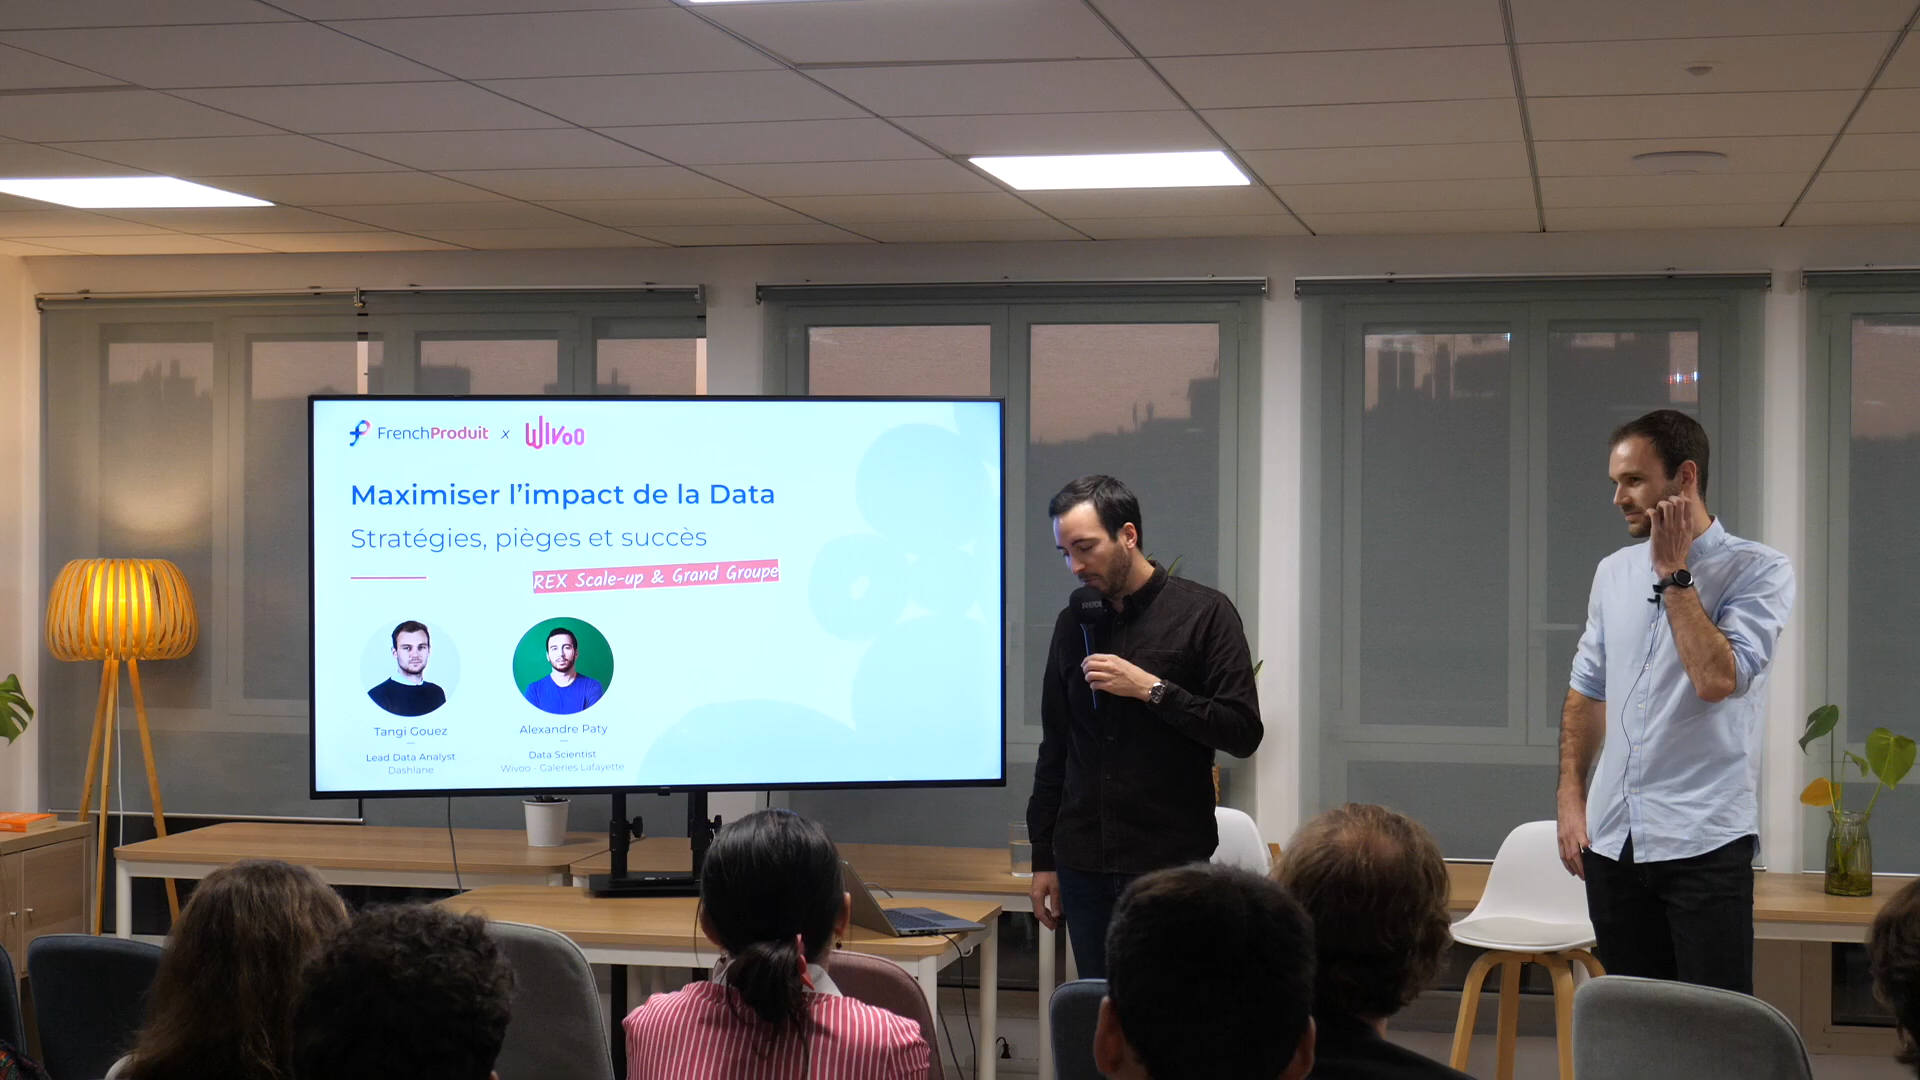 FrenchProduit x Wivoo
Maximiser l'impact de la Data
Stratégies, pièges et succès
REX Scale-up & Grand Groupe
Tangi Gouez
Lead Data Analyst
Dashlane
Alexandre Paty
Data Scientist
Wivoo - Galeries Lafayette